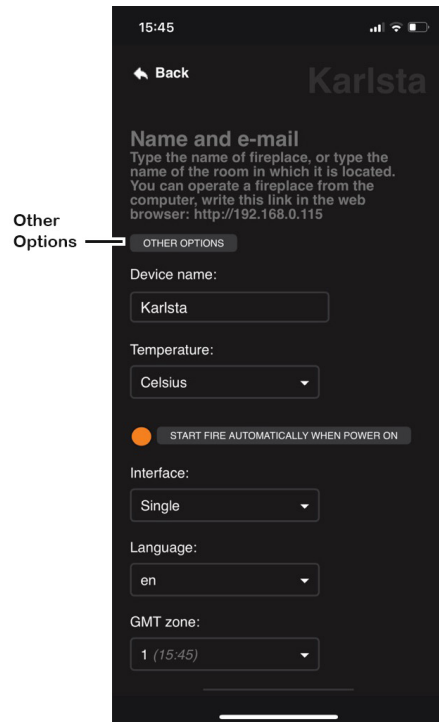 15:45
Back
Karlsta
Name and e-mail
Type the name of fireplace, or type the
name of the room in which it is located.
You can operate a fireplace from the
computer, write this link in the web
browser: http://192.168.0.115
Other
Options
OTHER OPTIONS
Device name:
Karlsta
Temperature:
Celsius
START FIRE AUTOMATICALLY WHEN POWER ON
Interface:
Single
Language:
en
GMT zone:
1 (15:45)